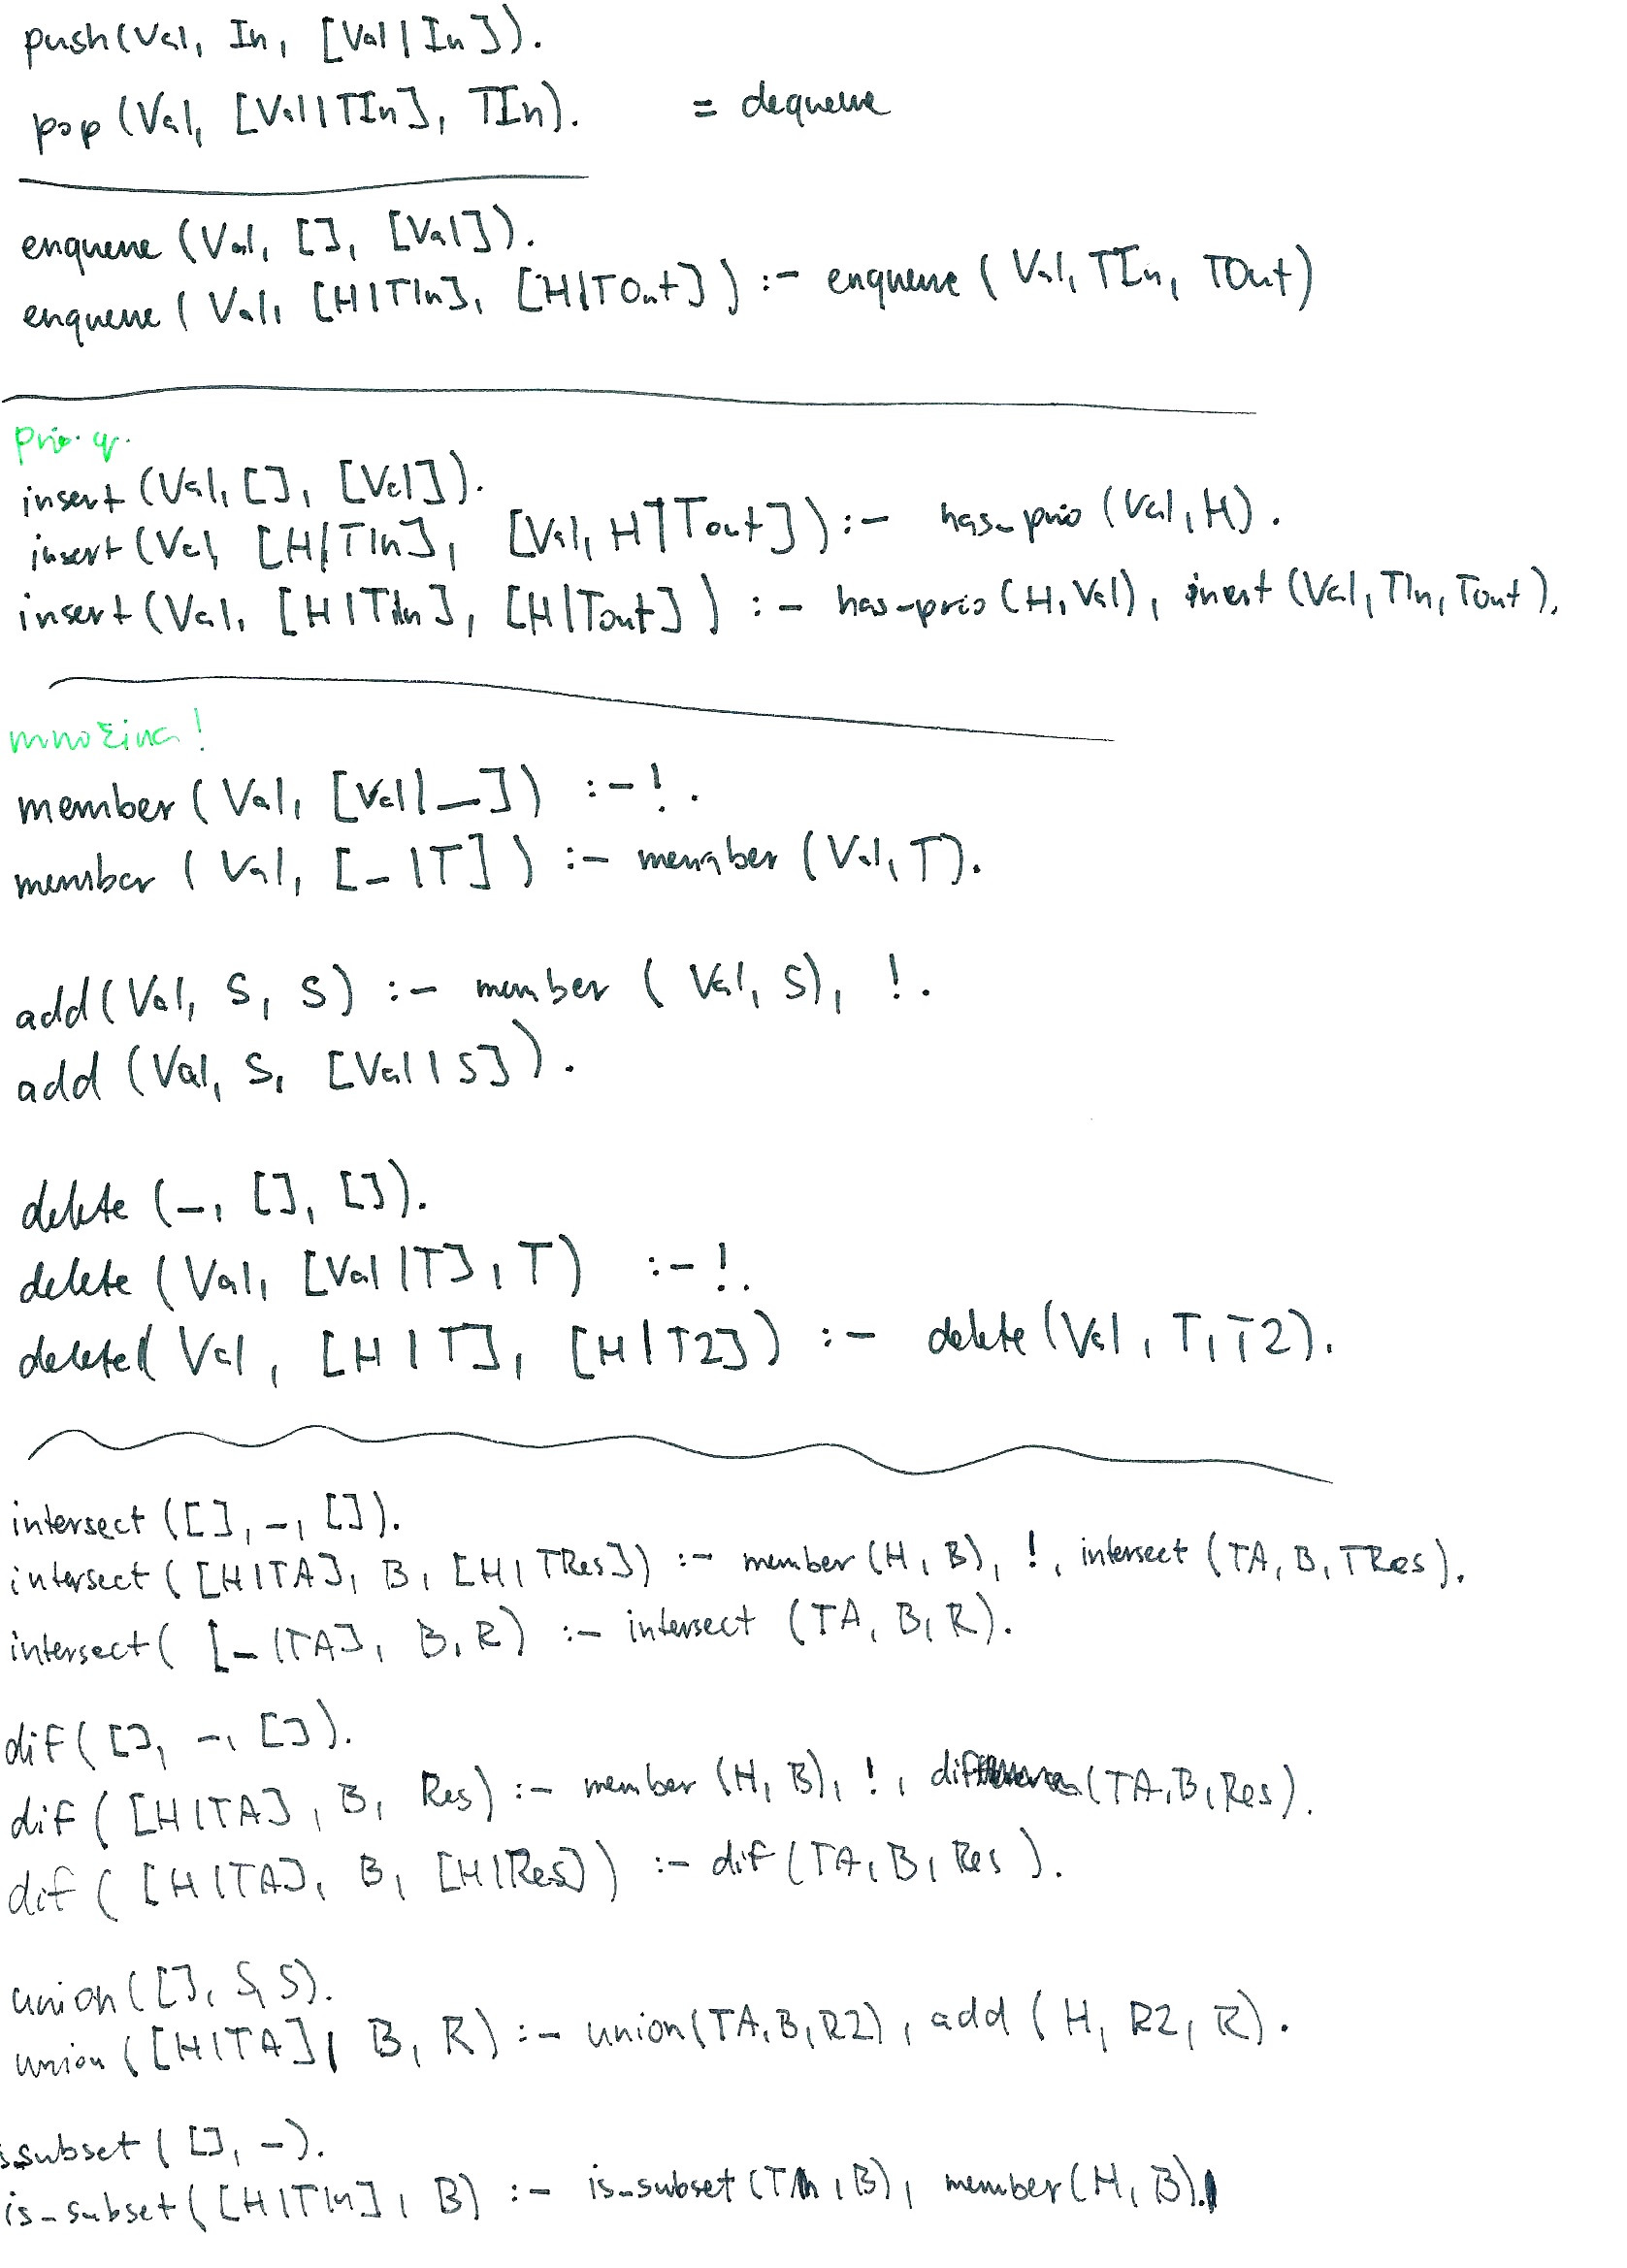 push(Val, In, [Val|In]).
pop(Val, [Val|TIn], TIn). = dequeue
enqueue(Val, [], [Val]).
enqueue(Val, [H|TIn], [H|TOut]) :- enqueue(Val, TIn, TOut)
prio. q.
insert(Val, [], [Val]).
insert(Val, [H|TIn], [Val, H|Tout]) :- has_prio(Val, H).
insert(Val, [H|TIn], [H|Tout]) :- has_prio(H, Val), inert(Val, TIn, Tout).
množina!
member(Val, [Val|_]) :- !.
member(Val, [_|T]) :- member(Val, T).
add(Val, S, S) :- member(Val, S), !.
add(Val, S, [Val|S]).
delete(_, [], []).
delete(Val, [Val|T], T) :- !.
delete(Val, [H|T], [H|T2]) :- delete(Val, T, T2).
intersect([], _, []).
intersect([H|TA], B, [H|TRes]) :- member(H, B), !, intersect(TA, B, TRes).
intersect([_|TA], B, R) :- intersect(TA, B, R).
dif([], _, []).
dif([H|TA], B, Res) :- member(H, B), !, dif(TA, B, Res).
dif([H|TA], B, [H|Res]) :- dif(TA, B, Res).
union([], S, S).
union([H|TA], B, R) :- union(TA, B, R2), add(H, R2, R).
ssubset([], _).
is_subset([H|TIn], B) :- is_subset(TIn, B), member(H, B).